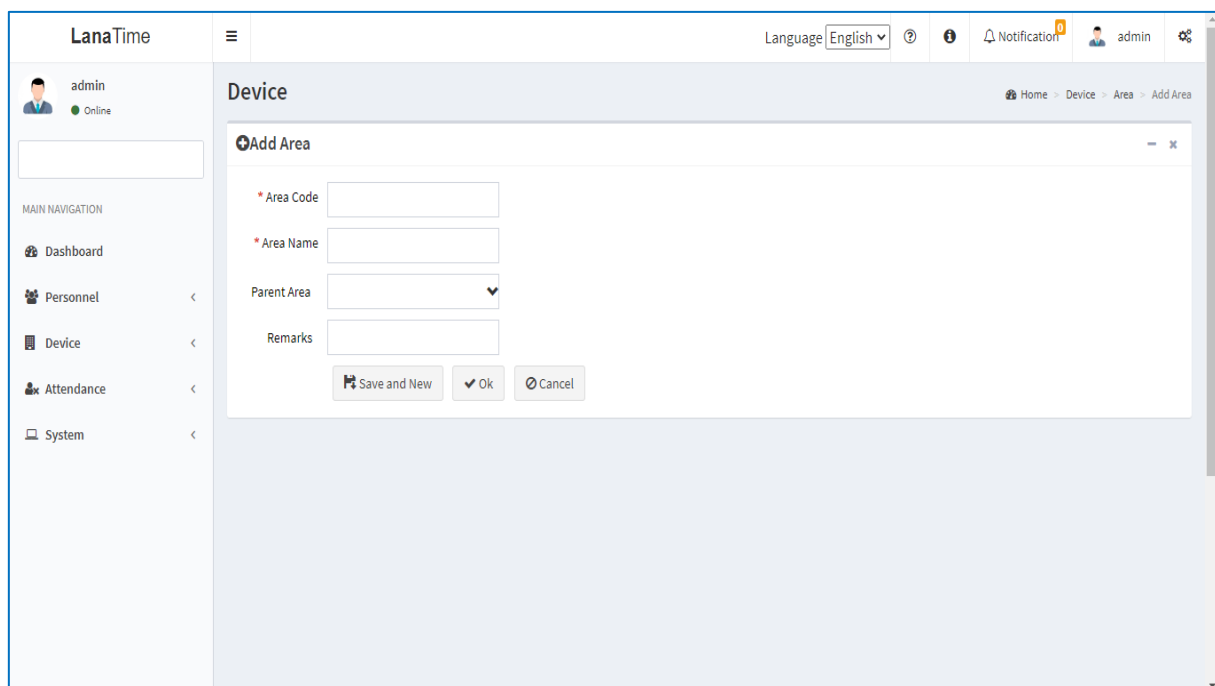 LanaTime
Language English
Notification 0
admin
admin
Online
MAIN NAVIGATION
Dashboard
Personnel
Device
Attendance
System
Device
Home > Device > Area > Add Area
Add Area
* Area Code
* Area Name
Parent Area
Remarks
Save and New Ok Cancel